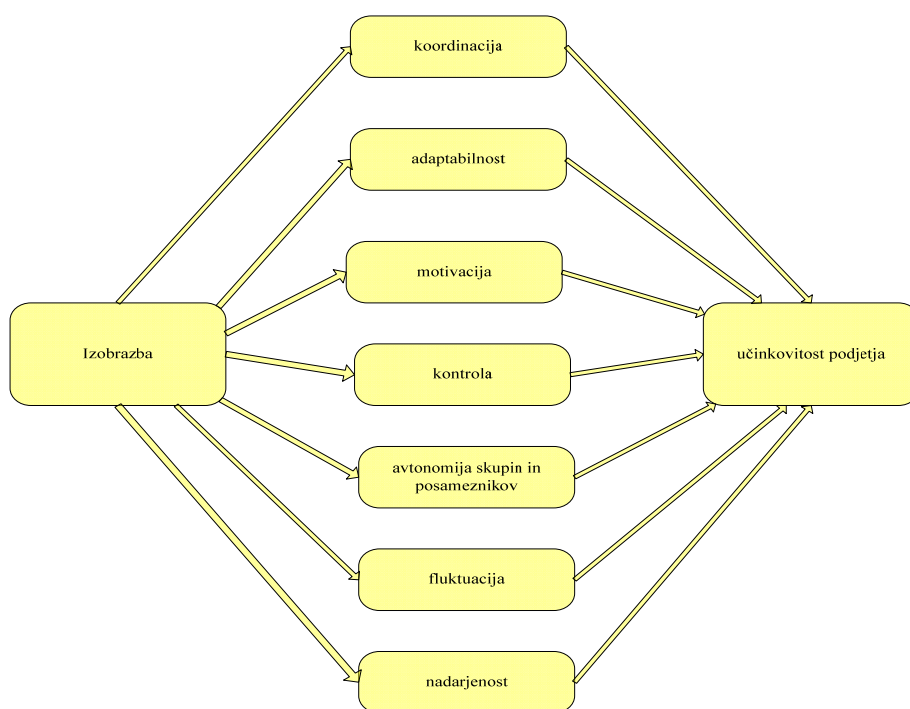 koordinacija
adaptabilnost
motivacija
Izobrazba
kontrola
učinkovitost podjetja
avtonomija skupin in
posameznikov
fluktuacija
nadarjenost